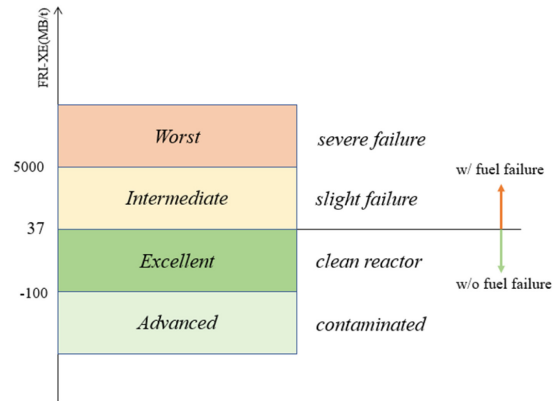 FRI-XE(MB/t)
Worst
severe failure
5000
w/ fuel failure
Intermediate
slight failure
37
Excellent
clean reactor
w/o fuel failure
-100
Advanced
contaminated